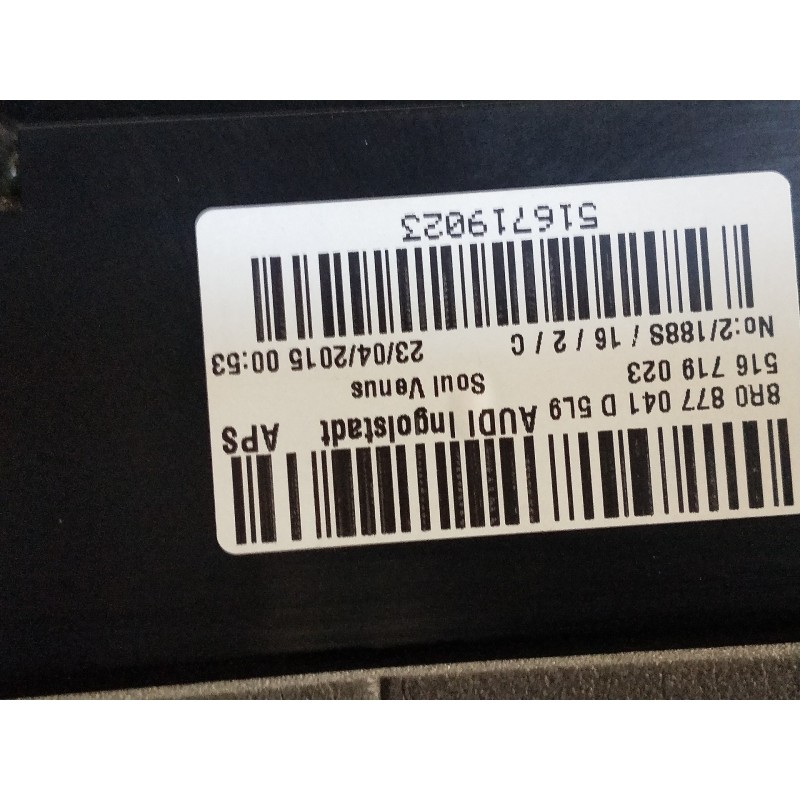 8R0 877 041 D 5L9 AUDI Ingolstadt APS
516 719 023 Soul Venus
No:2/188S / 16 / 2 / C 23/04/2015 00:53
516719023